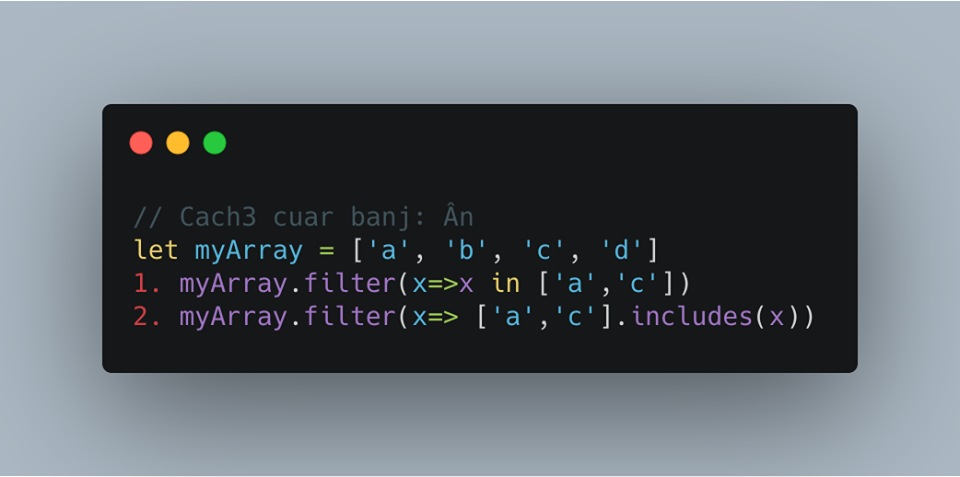 // Cach3 cuar banj: Ân
let myArray = ['a', 'b', 'c', 'd']
1. myArray.filter(x=>x in ['a','c'])
2. myArray.filter(x=> ['a','c'].includes(x))